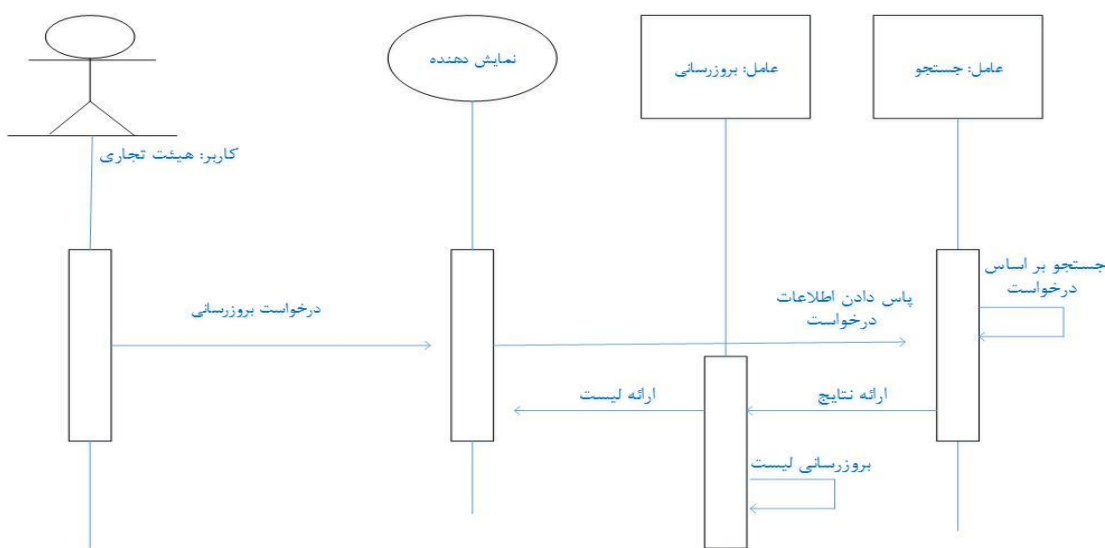 نمایش دهنده
عامل: بروزرسانی
عامل: جستجو
کاربر: هیئت تجاری
جستجو بر اساس
درخواست
درخواست بروزرسانی
پاس دادن اطلاعات
درخواست
ارائه لیست
ارائه نتایج
بروزرسانی لیست